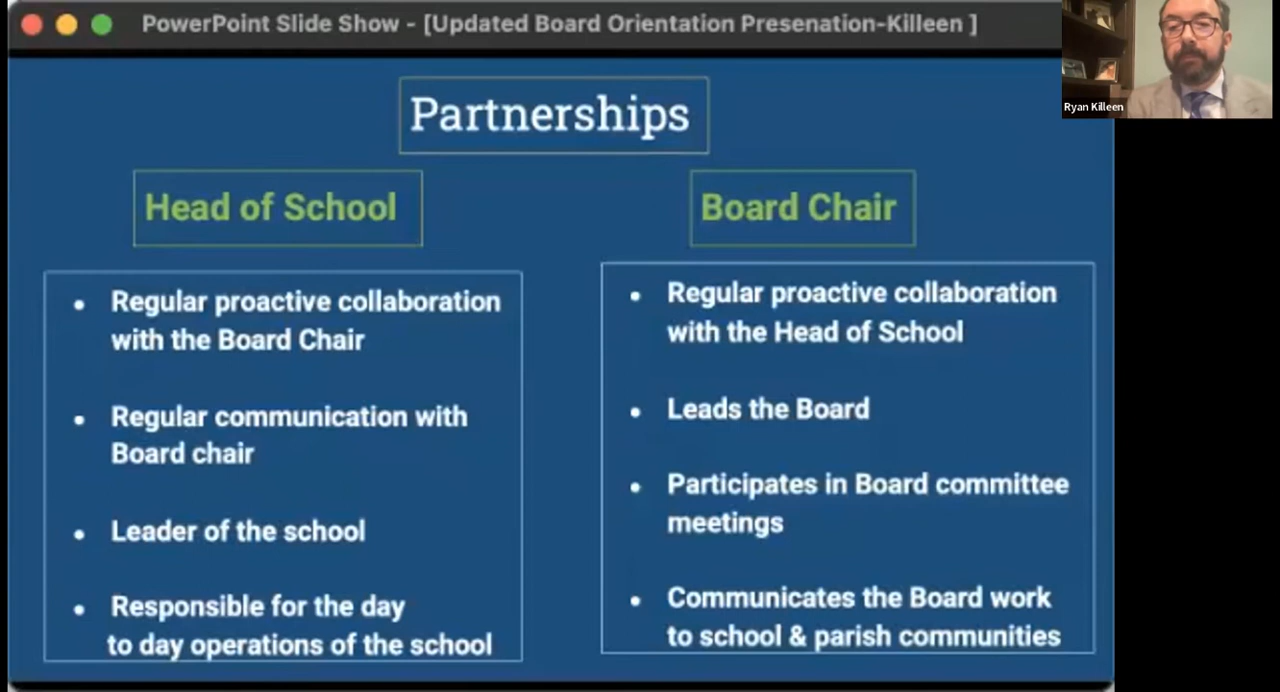 PowerPoint Slide Show - [Updated Board Orientation Presenation-Killeen ]
Ryan Killeen
Partnerships
Head of School
• Regular proactive collaboration
with the Board Chair
• Regular communication with
Board chair
• Leader of the school
• Responsible for the day
to day operations of the school
Board Chair
• Regular proactive collaboration
with the Head of School
• Leads the Board
• Participates in Board committee
meetings
• Communicates the Board work
to school & parish communities